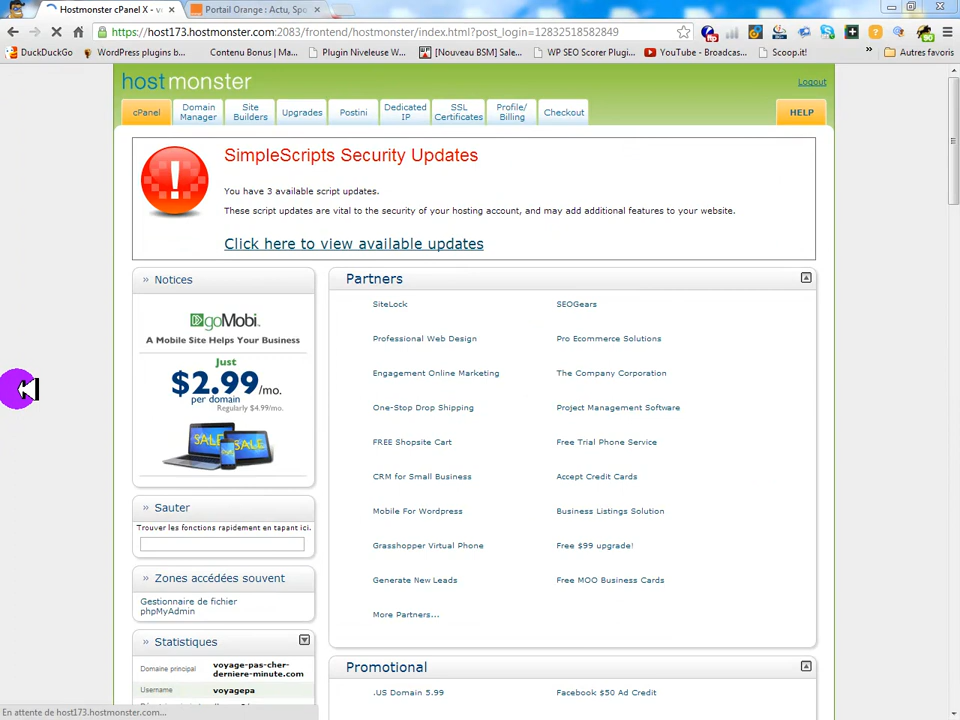 Hostmonster cPanel X - v
Portail Orange : Actu, Spo
https://host173.hostmonster.com:2083/frontend/hostmonster/index.html?post_login=12832518582849
DuckDuckGo
WordPress plugins b...
Contenu Bonus | Ma...
Plugin Niveleuse W...
[Nouveau BSM] Sale...
WP SEO Scorer Plugi...
YouTube - Broadcas...
Scoop.it!
»
Autres favoris
hostmonster
Logout
cPanel
Domain Manager
Site Builders
Upgrades
Postini
Dedicated IP
SSL Certificates
Profile/ Billing
Checkout
HELP
SimpleScripts Security Updates
You have 3 available script updates.
These script updates are vital to the security of your hosting account, and may add additional features to your website.
Click here to view available updates
» Notices
goMobi.
A Mobile Site Helps Your Business
Just
$2.99/mo.
per domain
Regularly $4.99/mo.
SALE SALE
» Sauter
Trouver les fonctions rapidement en tapant ici.
» Zones accédées souvent
Gestionnaire de fichier
phpMyAdmin
» Statistiques
Domaine principal voyage-pas-cher-
derniere-minute.com
Username voyagepa
Partners
SiteLock
SEOGears
Professional Web Design
Pro Ecommerce Solutions
Engagement Online Marketing
The Company Corporation
One-Stop Drop Shipping
Project Management Software
FREE Shopsite Cart
Free Trial Phone Service
CRM for Small Business
Accept Credit Cards
Mobile For Wordpress
Business Listings Solution
Grasshopper Virtual Phone
Free $99 upgrade!
Generate New Leads
Free MOO Business Cards
More Partners...
Promotional
.US Domain 5.99
Facebook $50 Ad Credit
En attente de host173.hostmonster.com...